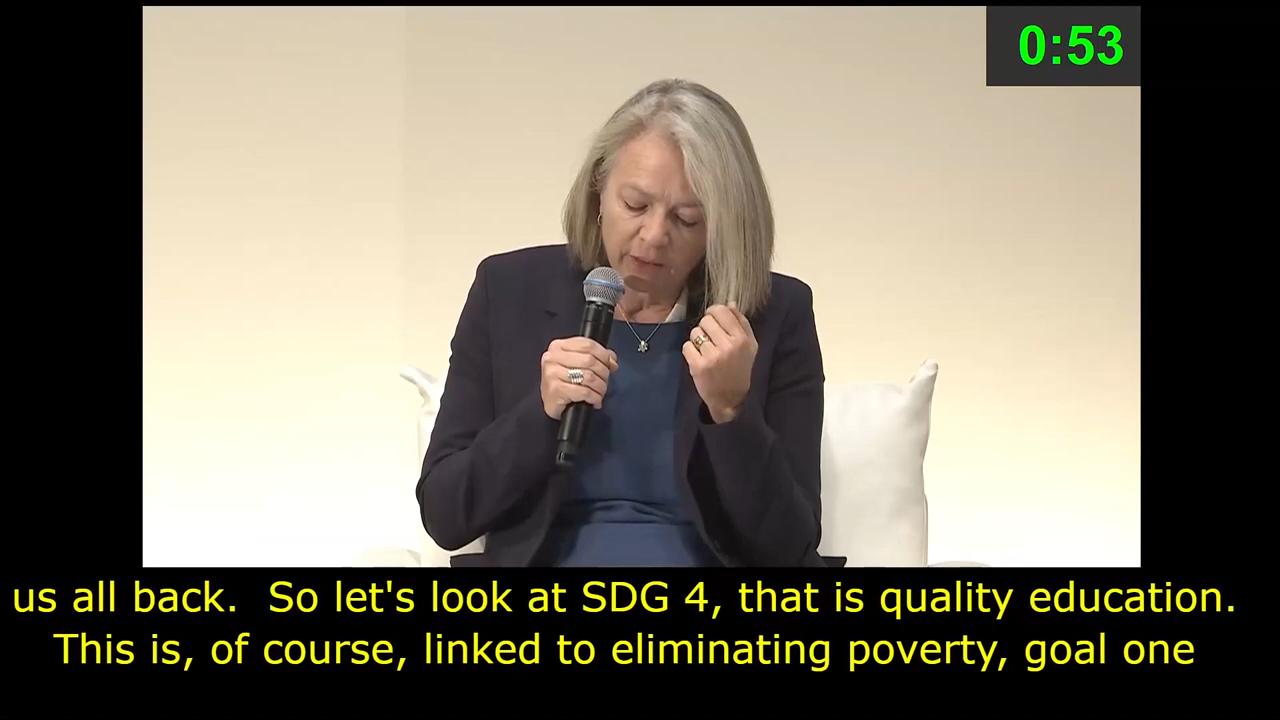 0:53
us all back.  So let's look at SDG 4, that is quality education.
This is, of course, linked to eliminating poverty, goal one